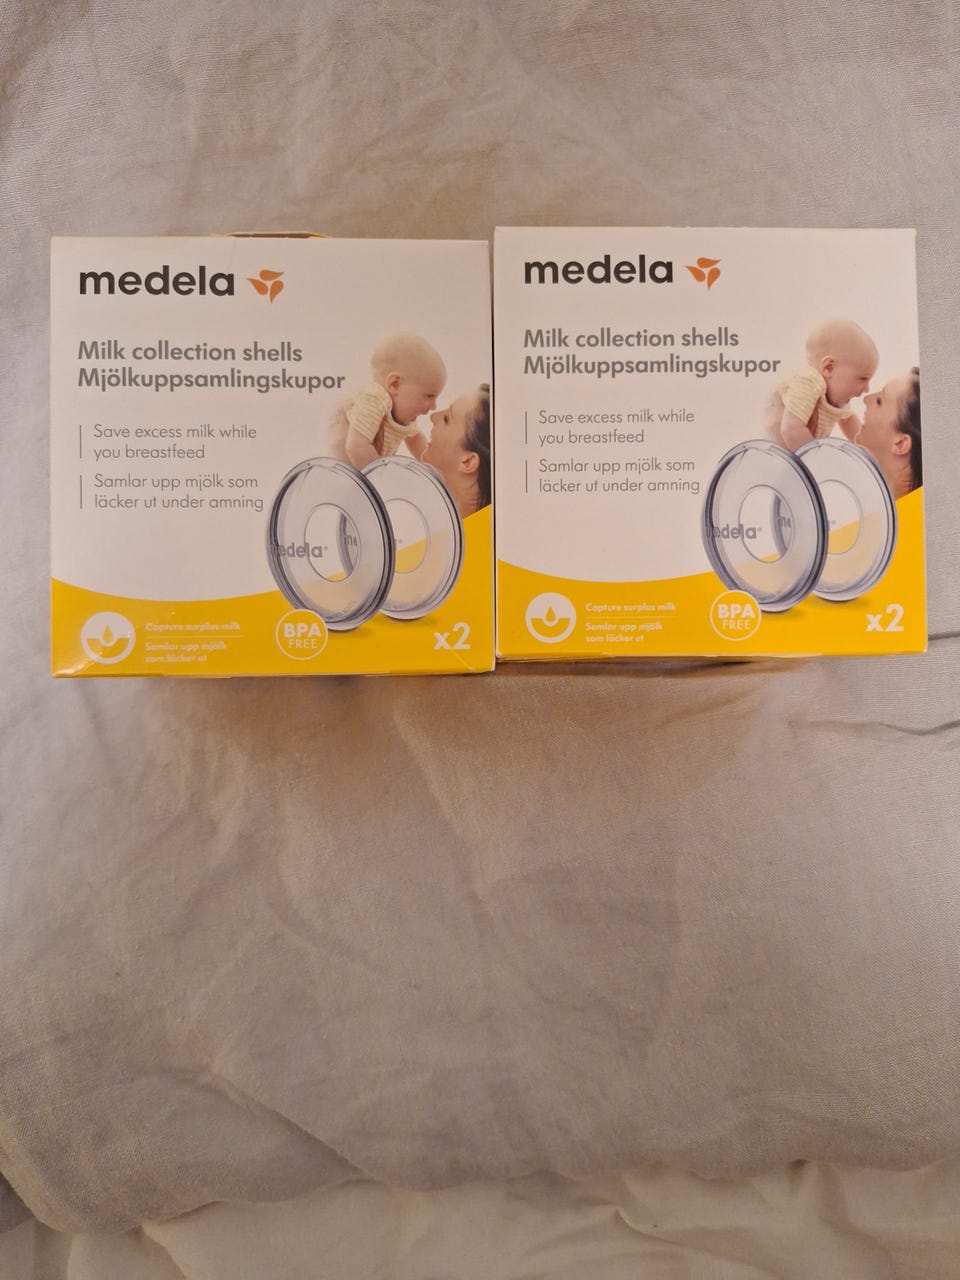 medela
Milk collection shells
Mjölkuppsamlingskupor
Save excess milk while
you breastfeed
Samlar upp mjölk som
läcker ut under amning
medela®
Capture surplus milk
Samlar upp mjölk
som läcker ut
BPA
FREE
x2
medela
Milk collection shells
Mjölkuppsamlingskupor
Save excess milk while
you breastfeed
Samlar upp mjölk som
läcker ut under amning
medela®
Capture surplus milk
Samlar upp mjölk
som läcker ut
BPA
FREE
x2